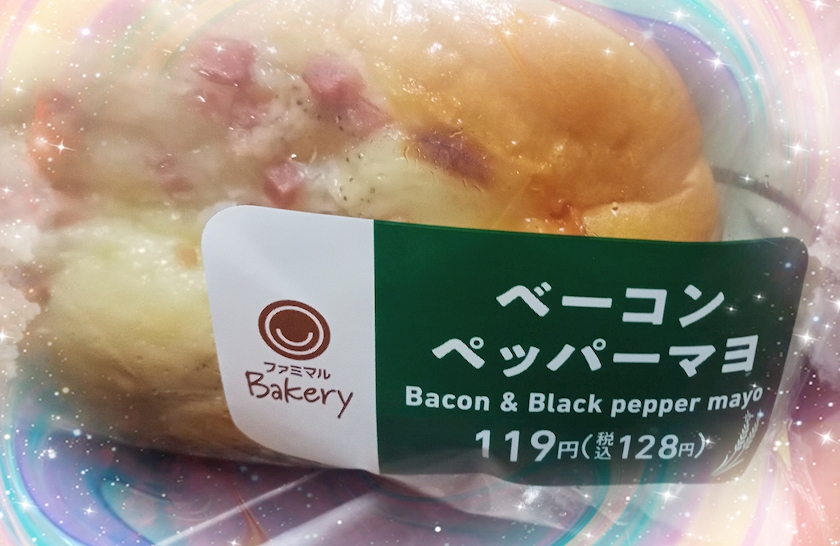 ファミマル
Bakery
ベーコン
ペッパーマヨ
Bacon & Black pepper mayo
119円(税込128円)